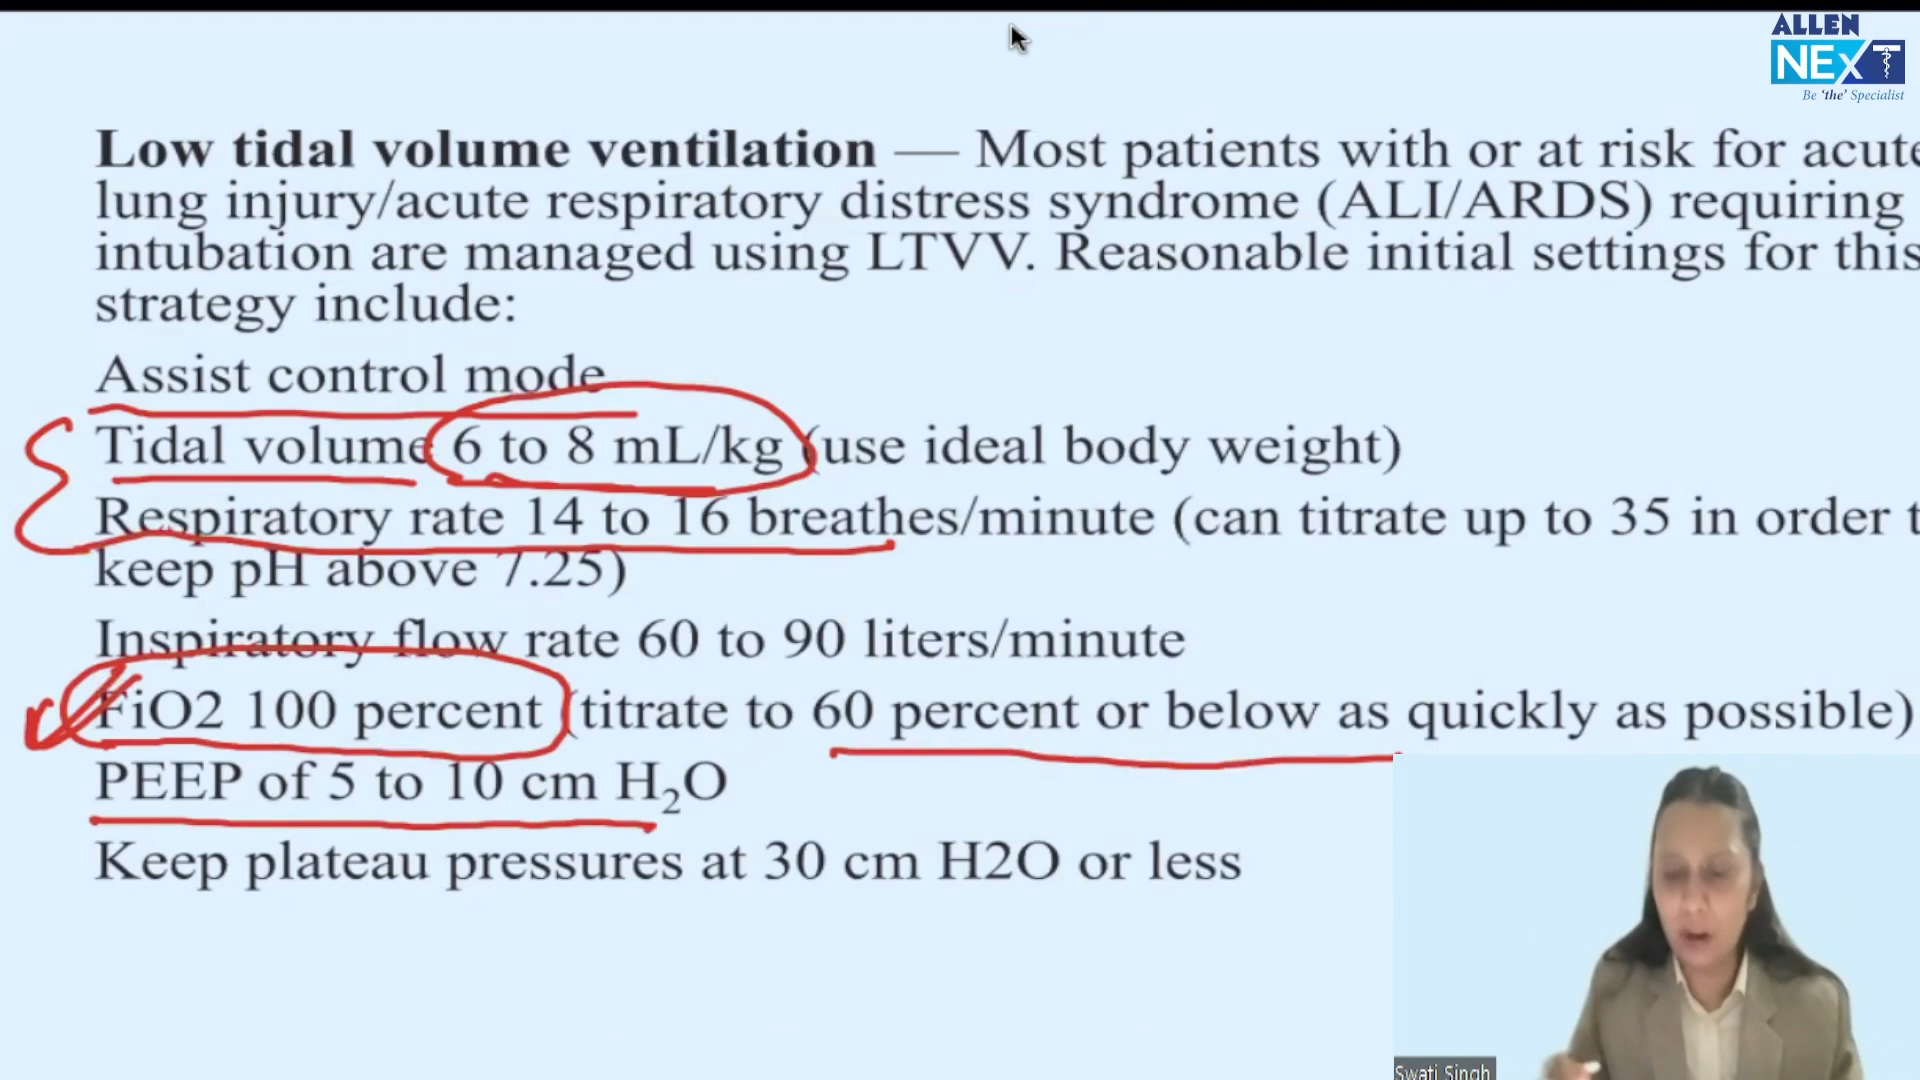 ALLEN
NEXT
Be 'the' Specialist
Low tidal volume ventilation — Most patients with or at risk for acute
lung injury/acute respiratory distress syndrome (ALI/ARDS) requiring
intubation are managed using LTVV. Reasonable initial settings for this
strategy include:
Assist control mode
Tidal volume 6 to 8 mL/kg (use ideal body weight)
Respiratory rate 14 to 16 breathes/minute (can titrate up to 35 in order t
keep pH above 7.25)
Inspiratory flow rate 60 to 90 liters/minute
FiO2 100 percent (titrate to 60 percent or below as quickly as possible)
PEEP of 5 to 10 cm H₂O
Keep plateau pressures at 30 cm H2O or less
Swati Singh